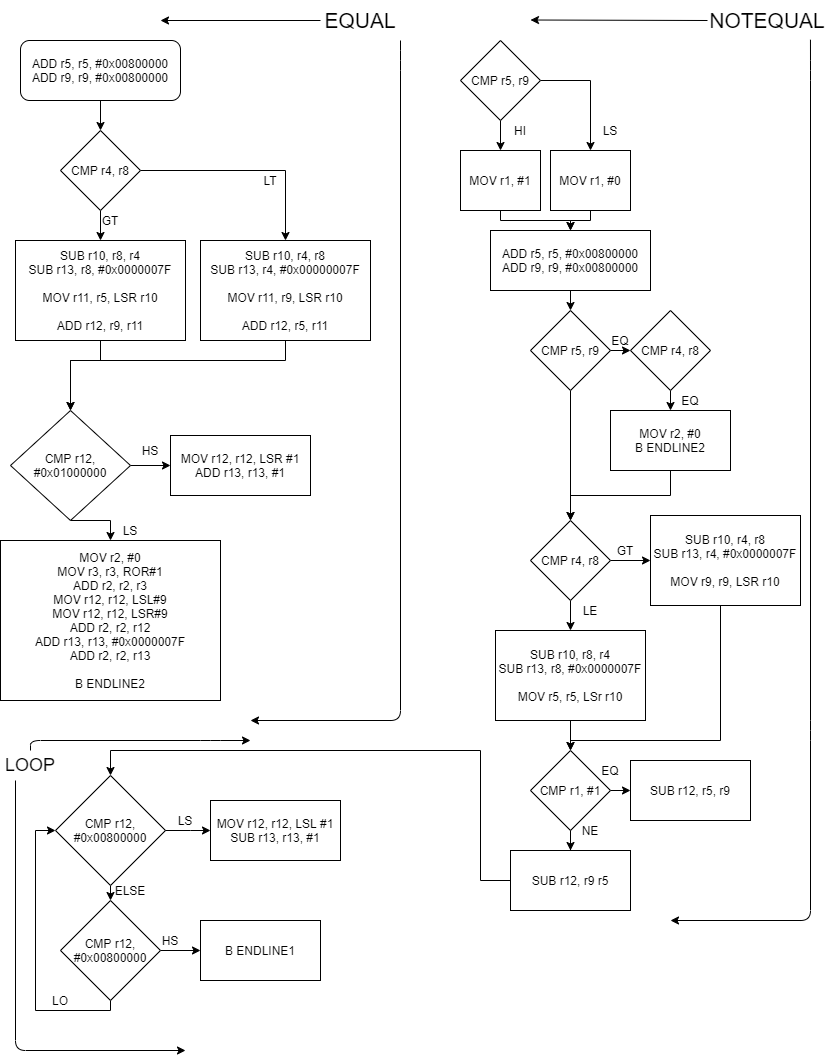 EQUAL
ADD r5, r5, #0x00800000
ADD r9, r9, #0x00800000
CMP r4, r8
LT
GT
SUB r10, r8, r4
SUB r13, r8, #0x0000007F
MOV r11, r5, LSR r10
ADD r12, r9, r11
SUB r10, r4, r8
SUB r13, r4, #0x00000007F
MOV r11, r9, LSR r10
ADD r12, r5, r11
CMP r12,
#0x01000000
HS
MOV r12, r12, LSR #1
ADD r13, r13, #1
LS
MOV r2, #0
MOV r3, r3, ROR#1
ADD r2, r2, r3
MOV r12, r12, LSL#9
MOV r12, r12, LSR#9
ADD r2, r2, r12
ADD r13, r13, #0x0000007F
ADD r2, r2, r13
B ENDLINE2
NOTEQUAL
CMP r5, r9
HI
LS
MOV r1, #1
MOV r1, #0
ADD r5, r5, #0x00800000
ADD r9, r9, #0x00800000
CMP r5, r9
EQ
CMP r4, r8
EQ
MOV r2, #0
B ENDLINE2
CMP r4, r8
GT
SUB r10, r4, r8
SUB r13, r4, #0x0000007F
MOV r9, r9, LSR r10
LE
SUB r10, r8, r4
SUB r13, r8, #0x0000007F
MOV r5, r5, LSr r10
CMP r1, #1
EQ
SUB r12, r5, r9
NE
SUB r12, r9 r5
LOOP
CMP r12,
#0x00800000
LS
MOV r12, r12, LSL #1
SUB r13, r13, #1
ELSE
CMP r12,
#0x00800000
HS
B ENDLINE1
LO